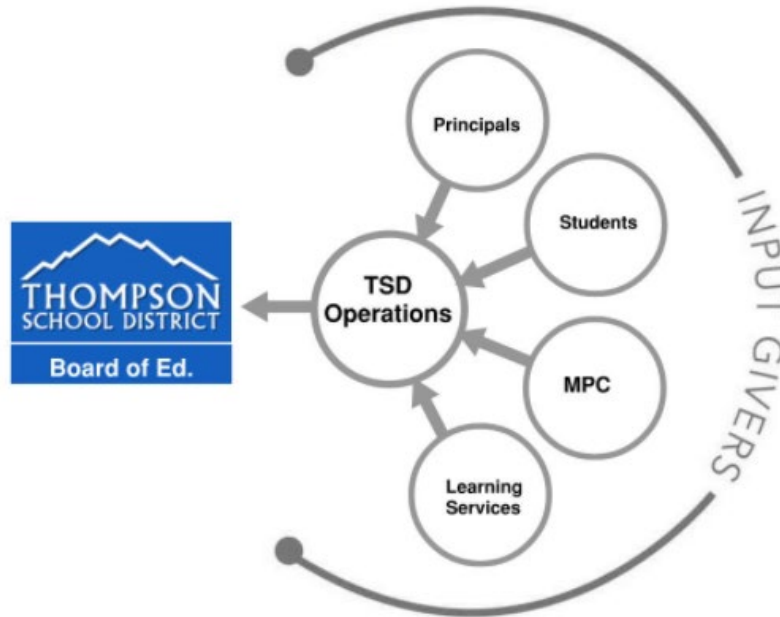 Principals
Students
INPUT GIVERS
THOMPSON
SCHOOL DISTRICT
Board of Ed.
TSD
Operations
MPC
Learning
Services